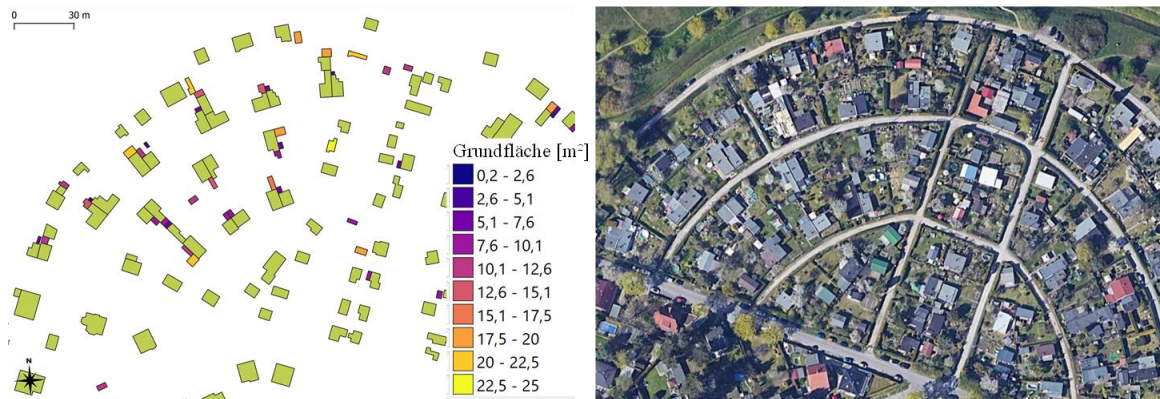 0
30 m
Grundfläche [m²]
0,2 - 2,6
2,6 - 5,1
5,1 - 7,6
7,6 - 10,1
10,1 - 12,6
12,6 - 15,1
15,1 - 17,5
17,5 - 20
20 - 22,5
22,5 - 25
N